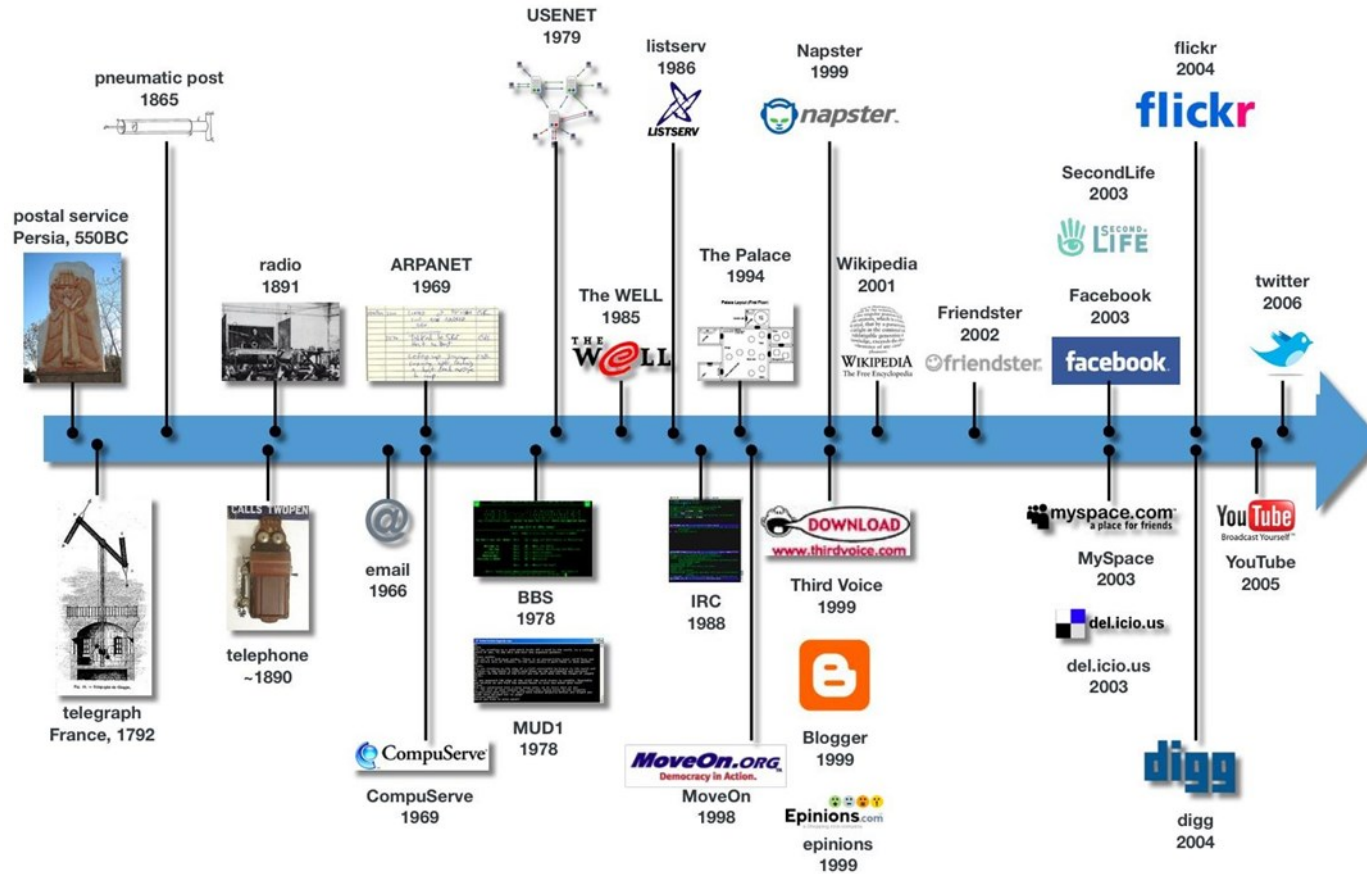 USENET
1979
listserv
1986
LISTSERV
Napster
1999
napster
flickr
2004
flickr
pneumatic post
1865
SecondLife
2003
SECOND
LIFE
postal service
Persia, 550BC
radio
1891
ARPANET
1969
The WELL
1985
THE
WELL
The Palace
1994
Wikipedia
2001
WIKIPEDIA
The Free Encyclopedia
Friendster
2002
friendster
Facebook
2003
facebook
twitter
2006
CALLS TWOPEN
@
DOWNLOAD
www.thirdvoice.com
myspace.com
a place for friends
YouTube
Broadcast Yourself™
telegraph
France, 1792
telephone
~1890
email
1966
BBS
1978
IRC
1988
Third Voice
1999
MySpace
2003
YouTube
2005
del.icio.us
del.icio.us
2003
MUD1
1978
CompuServe
CompuServe
1969
MoveOn.ORG
Democracy in Action.
MoveOn
1998
Blogger
1999
Epinions.com
epinions
1999
digg
digg
2004